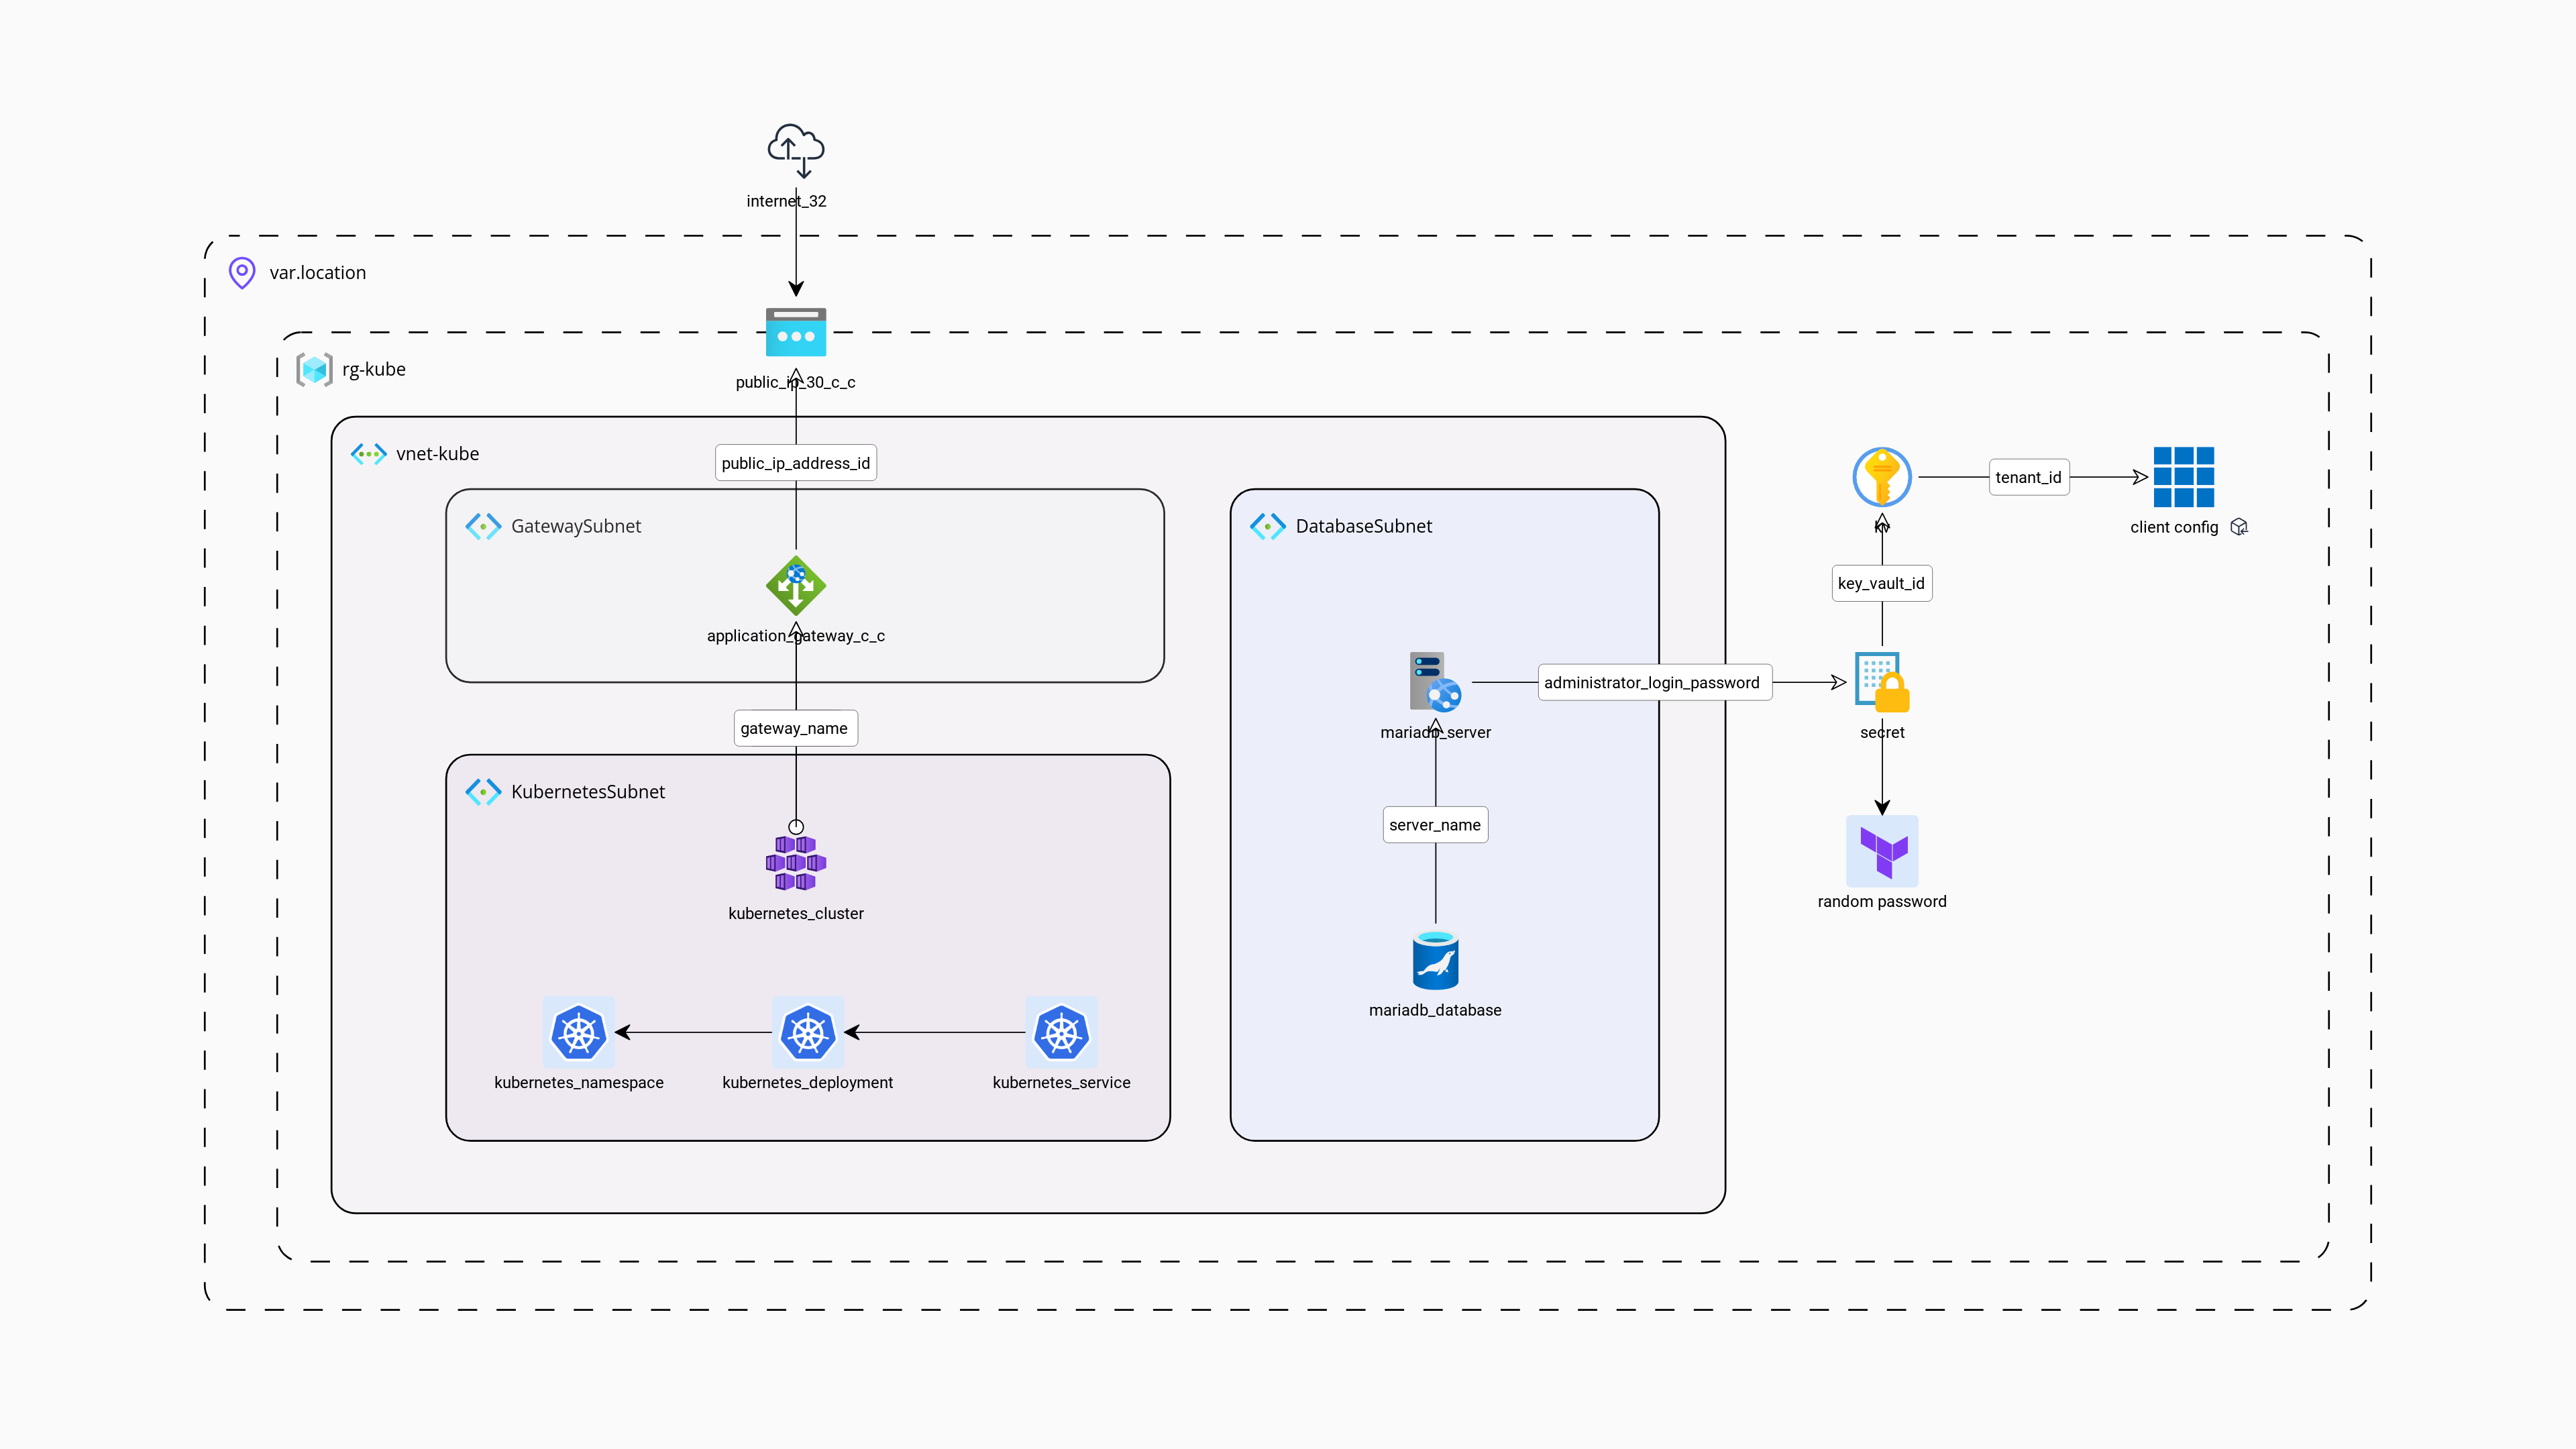 internet_32
var.location
rg-kube
public_ip_30_c_c
vnet-kube
public_ip_address_id
GatewaySubnet
application_gateway_c_c
gateway_name
KubernetesSubnet
kubernetes_cluster
kubernetes_namespace
kubernetes_deployment
kubernetes_service
DatabaseSubnet
mariadb_server
administrator_login_password
server_name
mariadb_database
kv
tenant_id
client config
key_vault_id
secret
random password